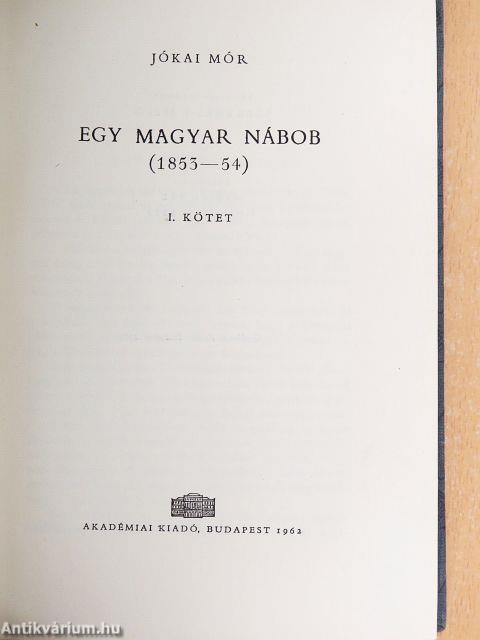 JÓKAI MÓR
EGY MAGYAR NÁBOB
(1853—54)
I. KÖTET
AKADÉMIAI KIADÓ, BUDAPEST 1962
Antikvárium.hu